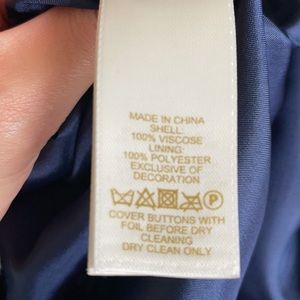 MADE IN CHINA
SHELL:
100% VISCOSE
LINING:
100% POLYESTER
EXCLUSIVE OF
DECORATION
P
COVER BUTTONS WITH
FOIL BEFORE DRY
CLEANING
DRY CLEAN ONLY